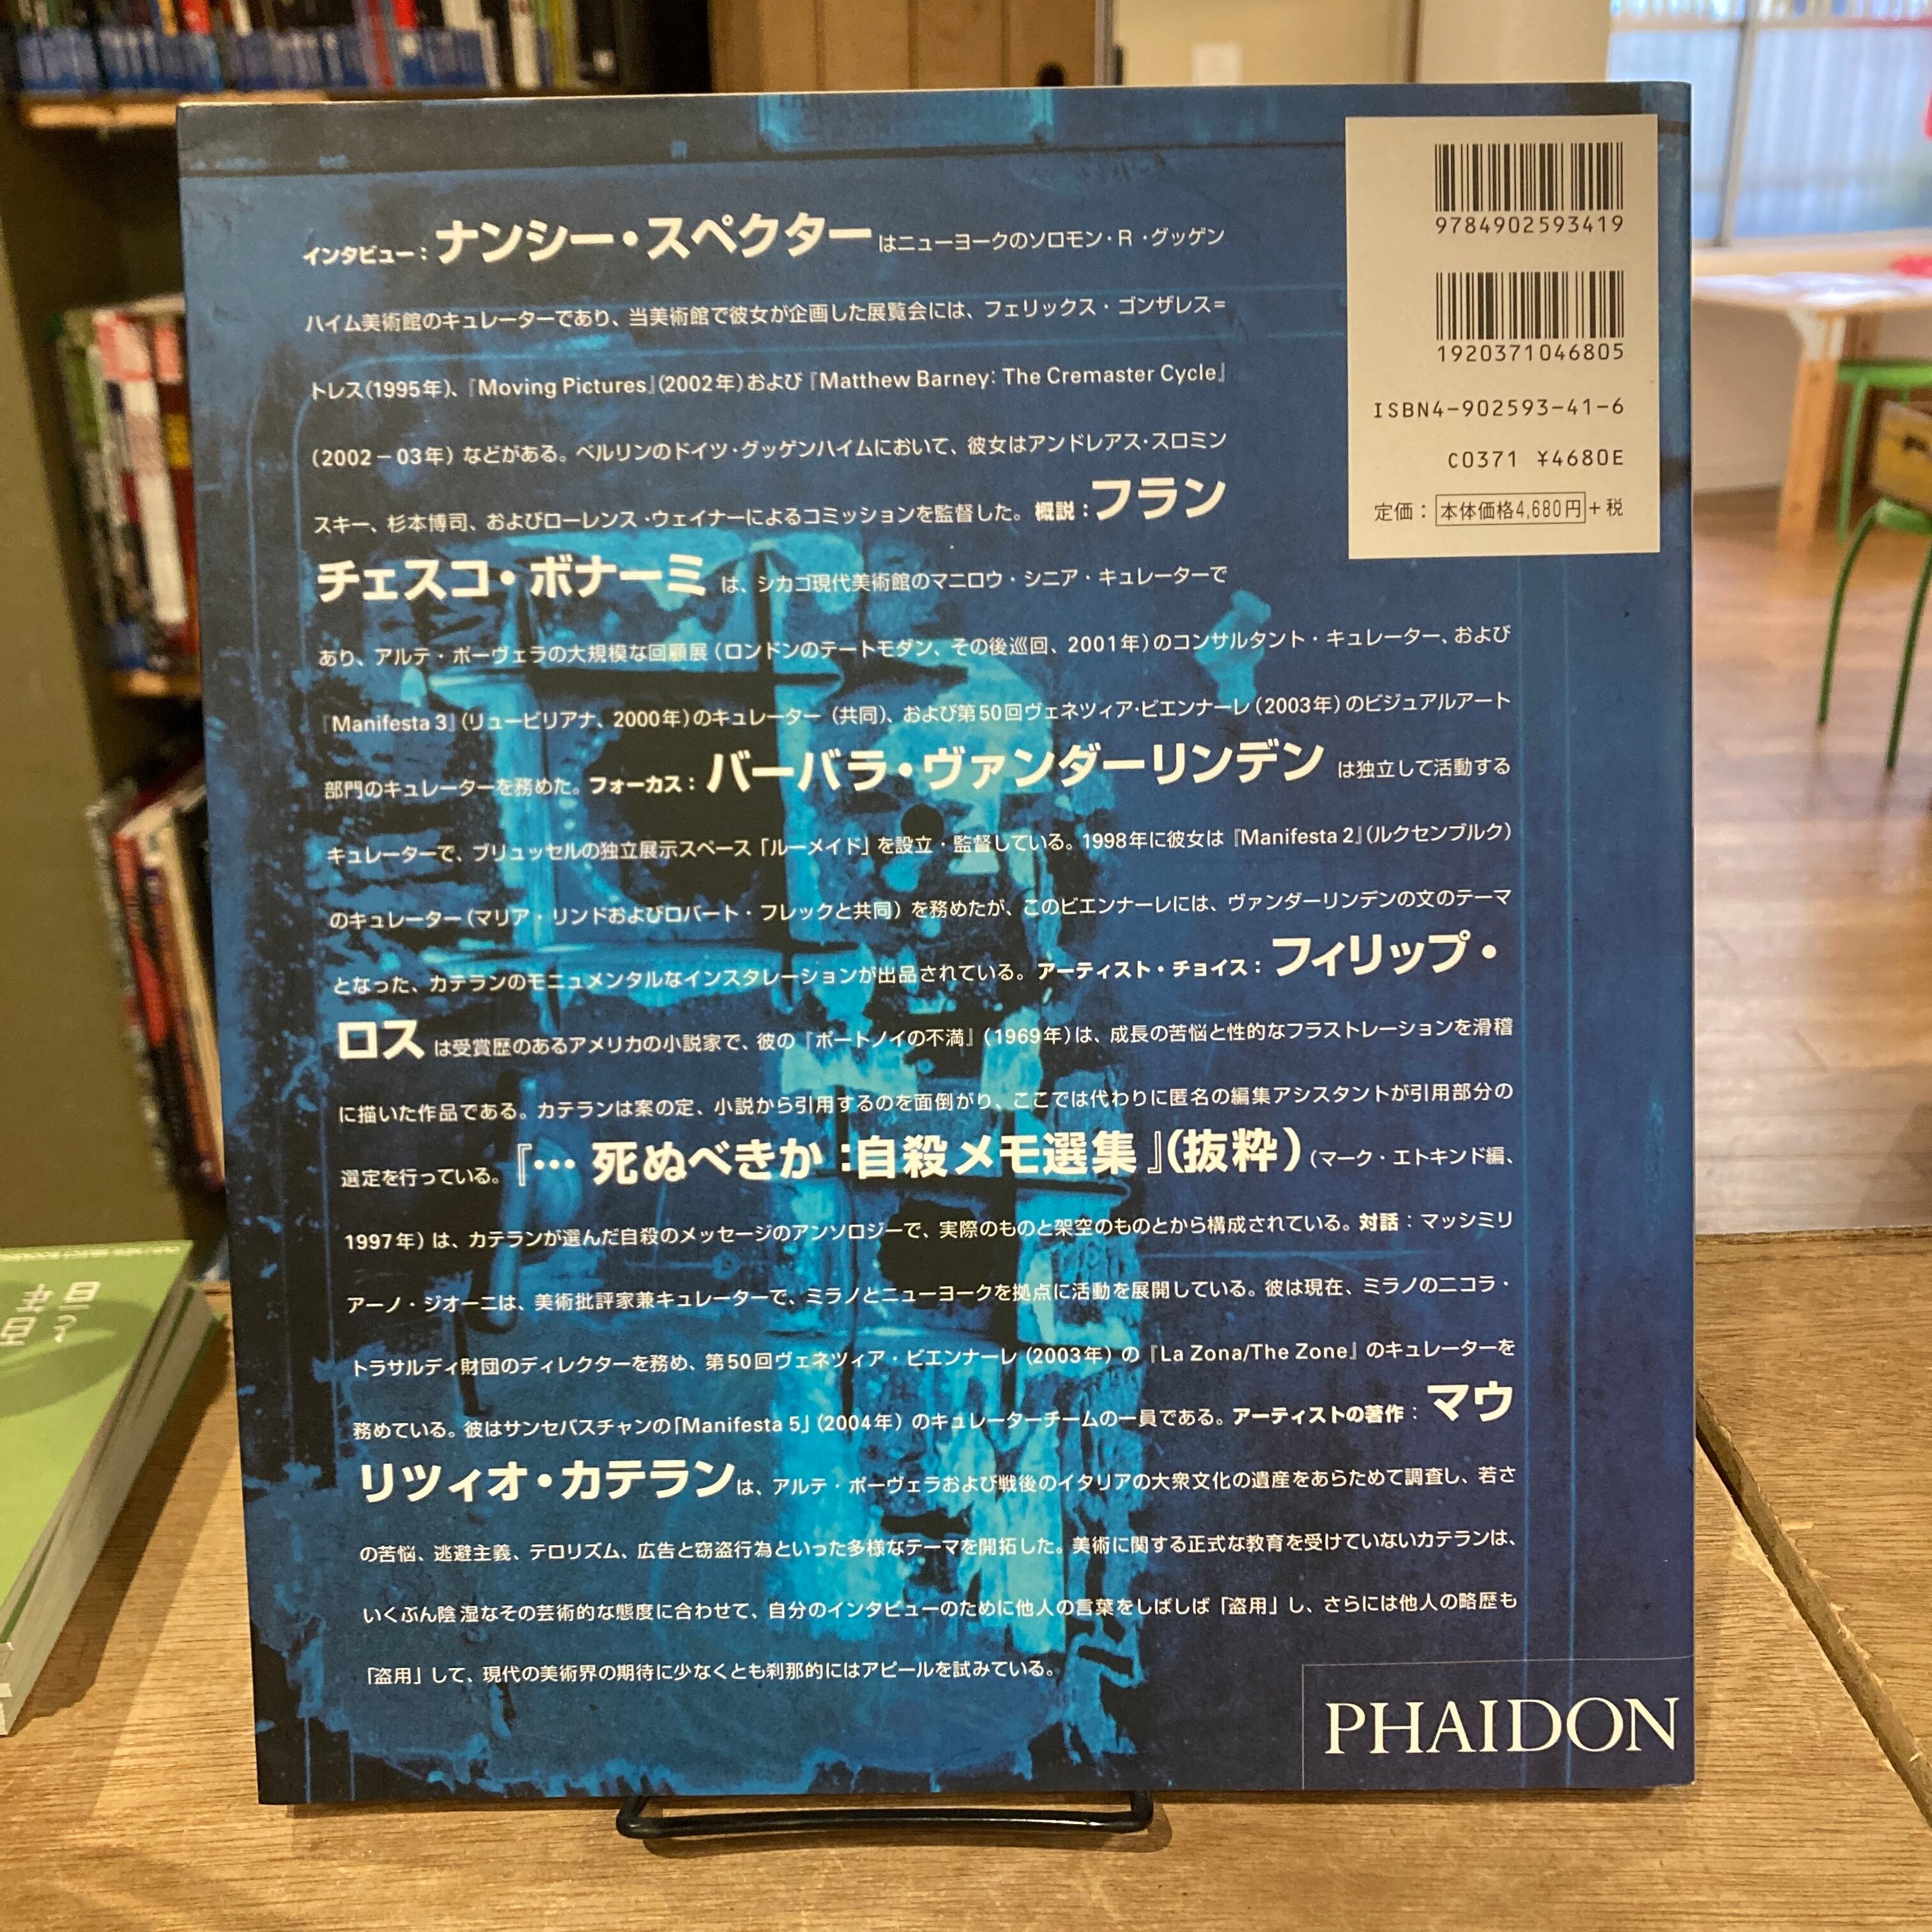 インタビュー：ナンシー・スペクターはニューヨークのソロモン・R・グッゲン
ハイム美術館のキュレーターであり、当美術館で彼女が企画した展覧会には、フェリックス・ゴンザレス=
トレス(1995年)、『Moving Pictures』(2002年)および『Matthew Barney: The Cremaster Cycle』
(2002－03年)などがある。ベルリンのドイツ・グッゲンハイムにおいて、彼女はアンドレアス・スロミン
スキー、杉本博司、およびローレンス・ウェイナーによるコミッションを監督した。概説：フラン
チェスコ・ボナーミは、シカゴ現代美術館のマニロウ・シニア・キュレーターで
あり、アルテ・ポーヴェラの大規模な回顧展(ロンドンのテートモダン、その後巡回、2001年)のコンサルタント・キュレーター、および
『Manifesta 3』(リュービリアナ、2000年)のキュレーター(共同)、および第50回ヴェネツィア・ビエンナーレ(2003年)のビジュアルアート
部門のキュレーターを務めた。フォーカス：バーバラ・ヴァンダーリンデンは独立して活動する
キュレーターで、ブリュッセルの独立展示スペース「ルーメイド」を設立・監督している。1998年に彼女は『Manifesta 2』(ルクセンブルク)
のキュレーター(マリア・リンドおよびロバート・フレックと共同)を務めたが、このビエンナーレには、ヴァンダーリンデンの文のテーマ
となった、カテランのモニュメンタルなインスタレーションが出品されている。アーティスト・チョイス：フィリップ・
ロスは受賞歴のあるアメリカの小説家で、彼の『ポートノイの不満』(1969年)は、成長の苦悩と性的なフラストレーションを滑稽
に描いた作品である。カテランは案の定、小説から引用するのを面倒がり、ここでは代わりに匿名の編集アシスタントが引用部分の
選定を行っている。『… 死ぬべきか：自殺メモ選集』(抜粋)(マーク・エトキンド編、
1997年)は、カテランが選んだ自殺のメッセージのアンソロジーで、実際のものと架空のものとから構成されている。対話：マッシミリ
アーノ・ジオーニは、美術批評家兼キュレーターで、ミラノとニューヨークを拠点に活動を展開している。彼は現在、ミラノのニコラ・
トラサルディ財団のディレクターを務め、第50回ヴェネツィア・ビエンナーレ(2003年)の『La Zona/The Zone』のキュレーターを
務めている。彼はサンセバスチャンの「Manifesta 5」(2004年)のキュレーターチームの一員である。アーティストの著作：マウ
リツィオ・カテランは、アルテ・ポーヴェラおよび戦後のイタリアの大衆文化の遺産をあらためて調査し、若さ
の苦悩、逃避主義、テロリズム、広告と窃盗行為といった多様なテーマを開拓した。美術に関する正式な教育を受けていないカテランは、
いくぶん陰湿なその芸術的な態度に合わせて、自分のインタビューのために他人の言葉をしばしば「盗用」し、さらには他人の略歴も
「盗用」して、現代の美術界の期待に少なくとも刹那的にはアピールを試みている。
9784902593419
1920371046805
ISBN4-902593-41-6
C0371 ¥4680E
定価：本体価格4,680円+税
PHAIDON